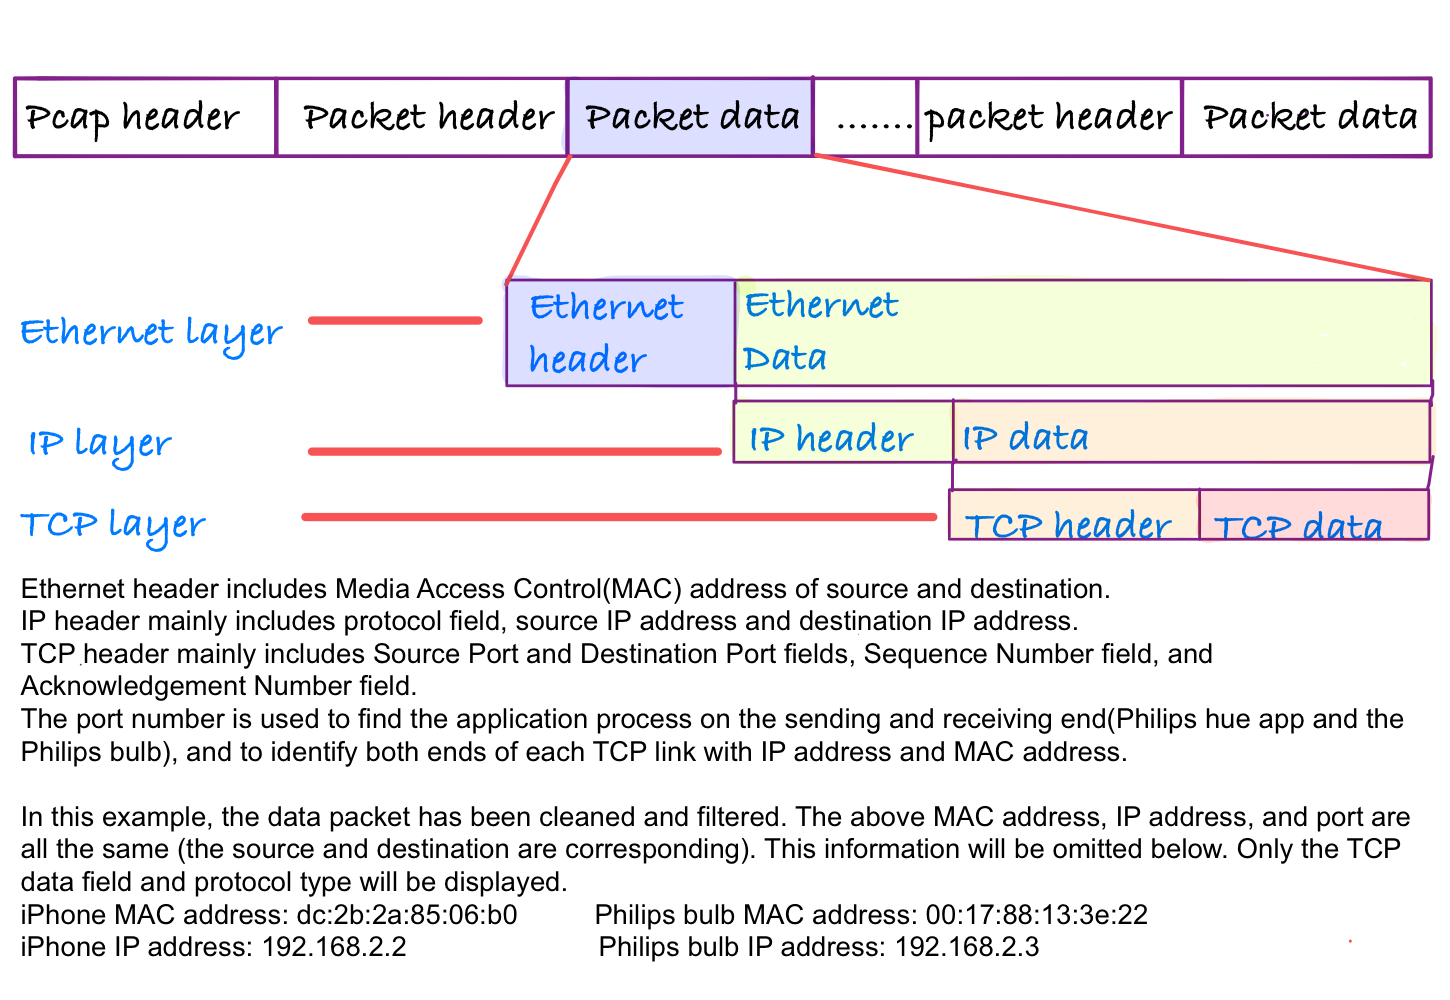 Pcap header Packet header Packet data ....... packet header Packet data
Ethernet layer
Ethernet header
Ethernet Data
IP layer
IP header IP data
TCP layer
TCP header TCP data
Ethernet header includes Media Access Control(MAC) address of source and destination.
IP header mainly includes protocol field, source IP address and destination IP address.
TCP header mainly includes Source Port and Destination Port fields, Sequence Number field, and
Acknowledgement Number field.
The port number is used to find the application process on the sending and receiving end(Philips hue app and the
Philips bulb), and to identify both ends of each TCP link with IP address and MAC address.
In this example, the data packet has been cleaned and filtered. The above MAC address, IP address, and port are
all the same (the source and destination are corresponding). This information will be omitted below. Only the TCP
data field and protocol type will be displayed.
iPhone MAC address: dc:2b:2a:85:06:b0 Philips bulb MAC address: 00:17:88:13:3e:22
iPhone IP address: 192.168.2.2 Philips bulb IP address: 192.168.2.3